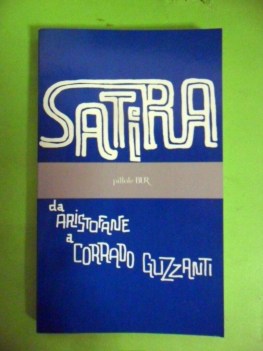 SATiRA
pillole BUR
da
ARISTOFANE
a
CORRADO GUZZANTI